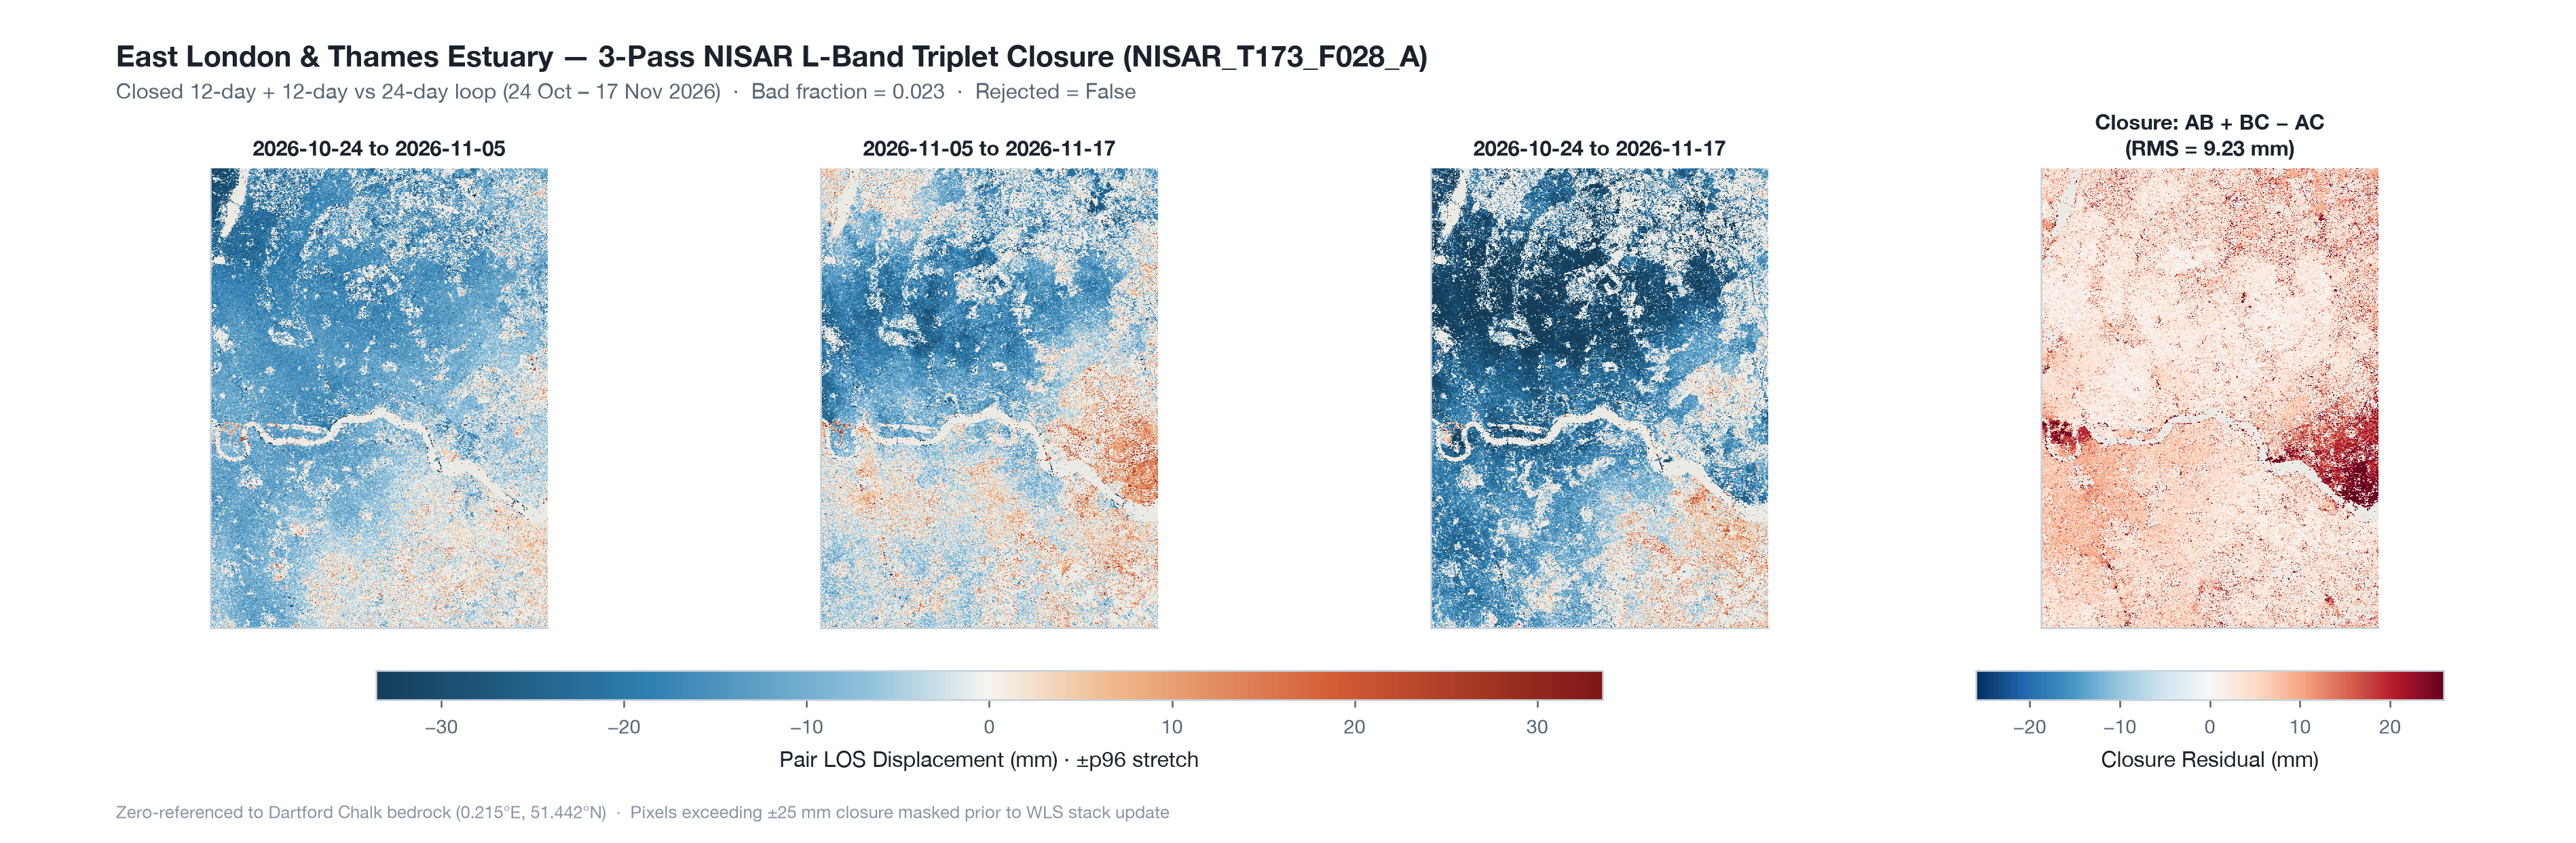 East London & Thames Estuary — 3-Pass NISAR L-Band Triplet Closure (NISAR_T173_F028_A)
Closed 12-day + 12-day vs 24-day loop (24 Oct – 17 Nov 2026)  ·  Bad fraction = 0.023  ·  Rejected = False
2026-10-24 to 2026-11-05
2026-11-05 to 2026-11-17
2026-10-24 to 2026-11-17
Closure: AB + BC − AC
(RMS = 9.23 mm)
−30
−20
−10
0
10
20
30
Pair LOS Displacement (mm) · ±p96 stretch
−20
−10
0
10
20
Closure Residual (mm)
Zero-referenced to Dartford Chalk bedrock (0.215°E, 51.442°N)  ·  Pixels exceeding ±25 mm closure masked prior to WLS stack update